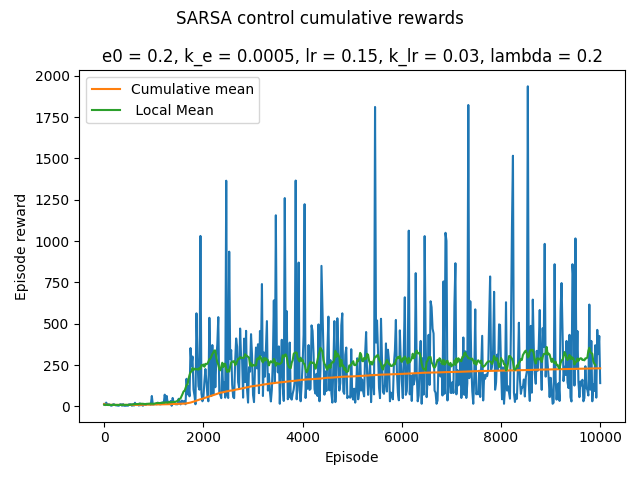 SARSA control cumulative rewards
e0 = 0.2, k_e = 0.0005, lr = 0.15, k_lr = 0.03, lambda = 0.2
Cumulative mean
Local Mean
Episode reward
2000
1750
1500
1250
1000
750
500
250
0
0 2000 4000 6000 8000 10000
Episode